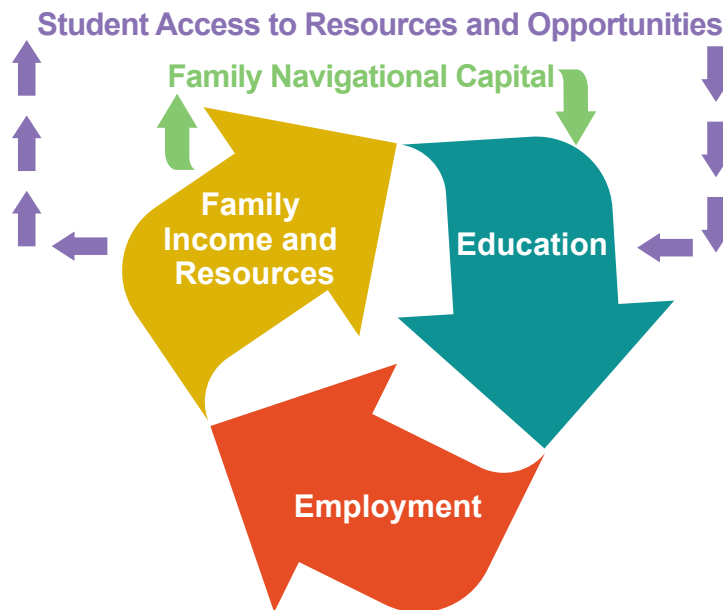 Student Access to Resources and Opportunities
Family Navigational Capital
Family
Income and
Resources
Education
Employment